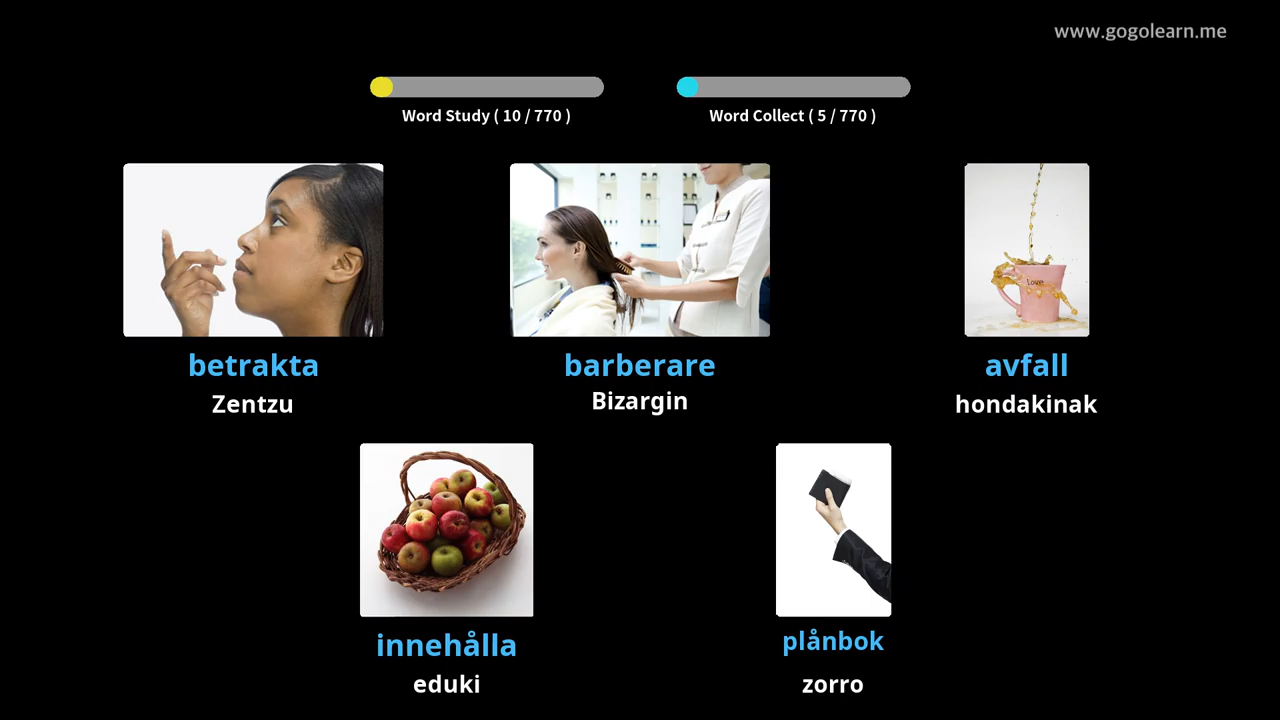 www.gogolearn.me
Word Study ( 10 / 770 )
Word Collect ( 5 / 770 )
Love
betrakta
Zentzu
barberare
Bizargin
avfall
hondakinak
innehålla
eduki
plånbok
zorro